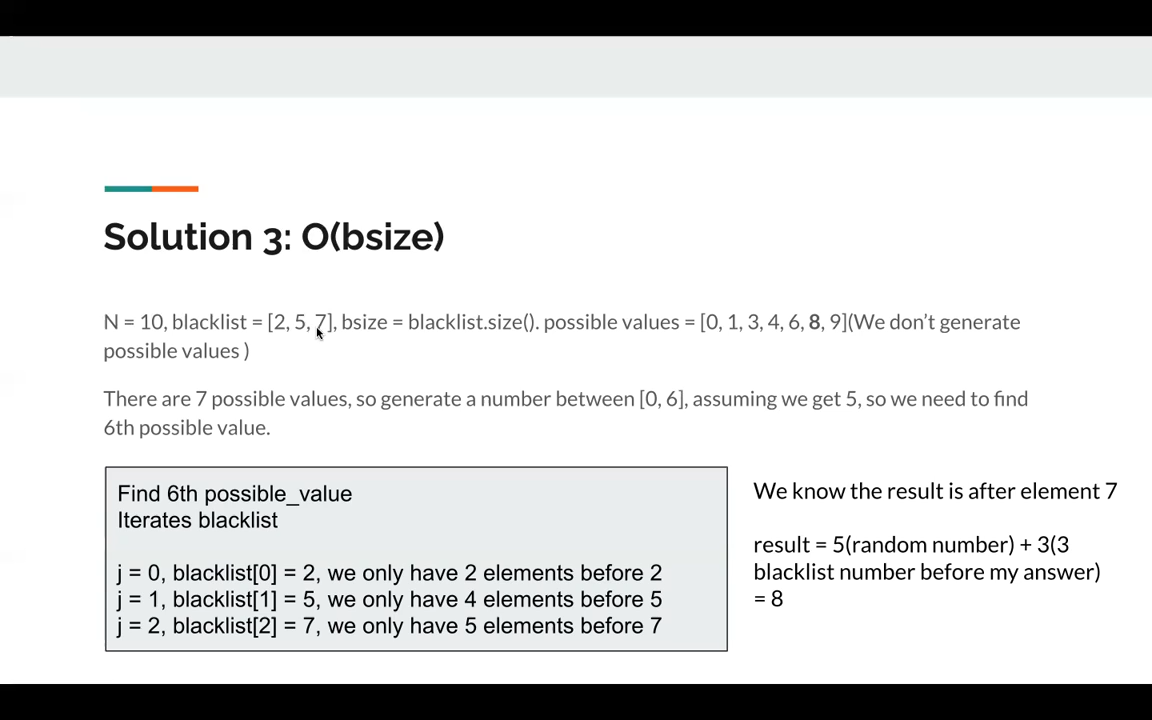 Solution 3: O(bsize)
N = 10, blacklist = [2, 5, 7], bsize = blacklist.size(). possible values = [0, 1, 3, 4, 6, 8, 9](We don't generate
possible values )
There are 7 possible values, so generate a number between [0, 6], assuming we get 5, so we need to find
6th possible value.
Find 6th possible_value
Iterates blacklist
j = 0, blacklist[0] = 2, we only have 2 elements before 2
j = 1, blacklist[1] = 5, we only have 4 elements before 5
j = 2, blacklist[2] = 7, we only have 5 elements before 7
We know the result is after element 7
result = 5(random number) + 3(3
blacklist number before my answer)
= 8